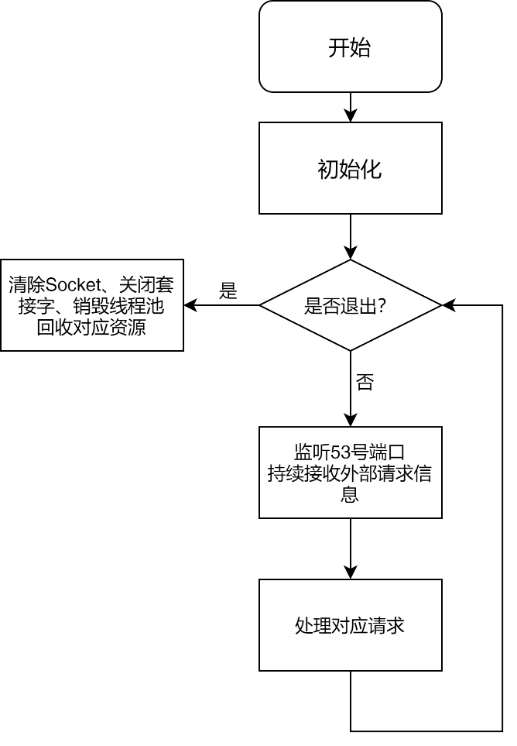 开始
初始化
是否退出?
是
清除Socket、关闭套
接字、销毁线程池
回收对应资源
否
监听53号端口
持续接收外部请求信
息
处理对应请求